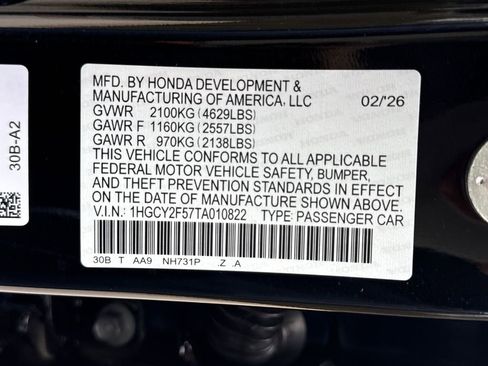 MFD. BY HONDA DEVELOPMENT &
MANUFACTURING OF AMERICA, LLC 02/'26
GVWR 2100KG (4629LBS)
GAWR F 1160KG (2557LBS)
GAWR R 970KG (2138LBS)
THIS VEHICLE CONFORMS TO ALL APPLICABLE
FEDERAL MOTOR VEHICLE SAFETY, BUMPER,
AND THEFT PREVENTION STANDARDS IN EFFECT
ON THE DATE OF MANUFACTURE SHOWN ABOVE.
V.I.N.: 1HGCY2F57TA010822 TYPE: PASSENGER CAR
30B T AA9 NH731P .Z .A
30B-A2